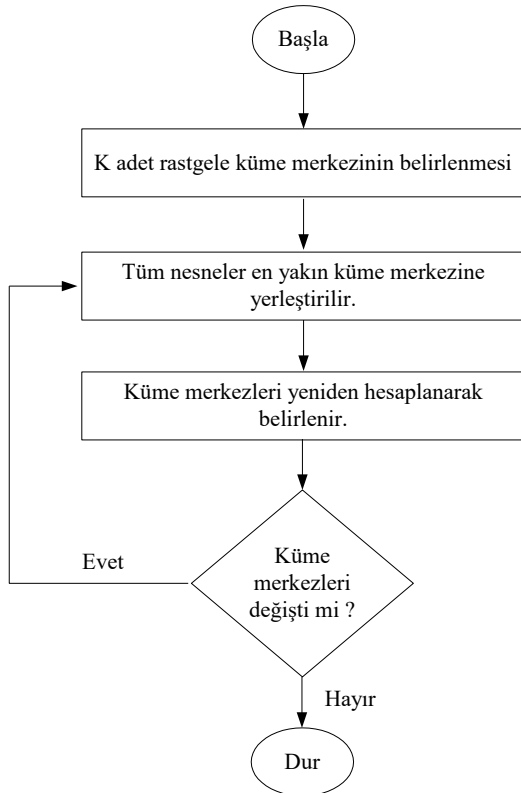 Başla
K adet rastgele küme merkezinin belirlenmesi
Tüm nesneler en yakın küme merkezine
yerleştirilir.
Küme merkezleri yeniden hesaplanarak
belirlenir.
Küme
merkezleri
değişti mi ?
Evet
Hayır
Dur